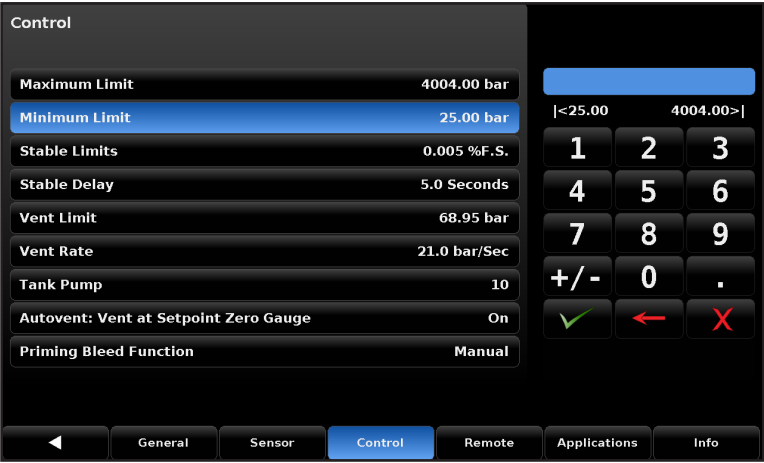 Control
Maximum Limit 4004.00 bar
Minimum Limit 25.00 bar
Stable Limits 0.005 %F.S.
Stable Delay 5.0 Seconds
Vent Limit 68.95 bar
Vent Rate 21.0 bar/Sec
Tank Pump 10
Autovent: Vent at Setpoint Zero Gauge On
Priming Bleed Function Manual
|<25.00 4004.00>|
1 2 3
4 5 6
7 8 9
+/- 0 .
General Sensor Control Remote Applications Info